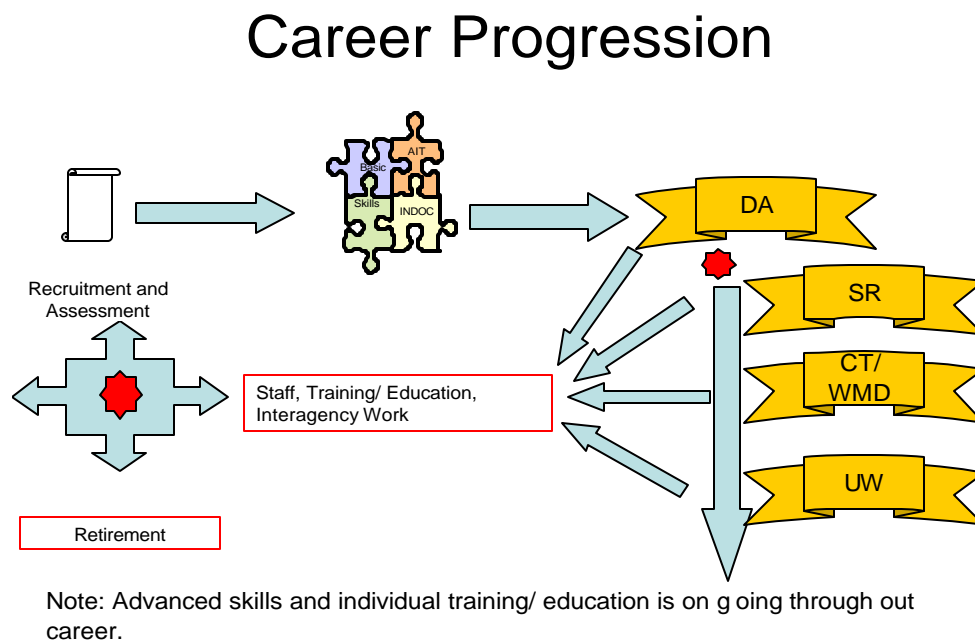 Career Progression
AIT
Basic
Skills
INDOC
DA
Recruitment and
Assessment
SR
CT/
WMD
Staff, Training/ Education,
Interagency Work
UW
Retirement
Note: Advanced skills and individual training/ education is on g oing through out
career.